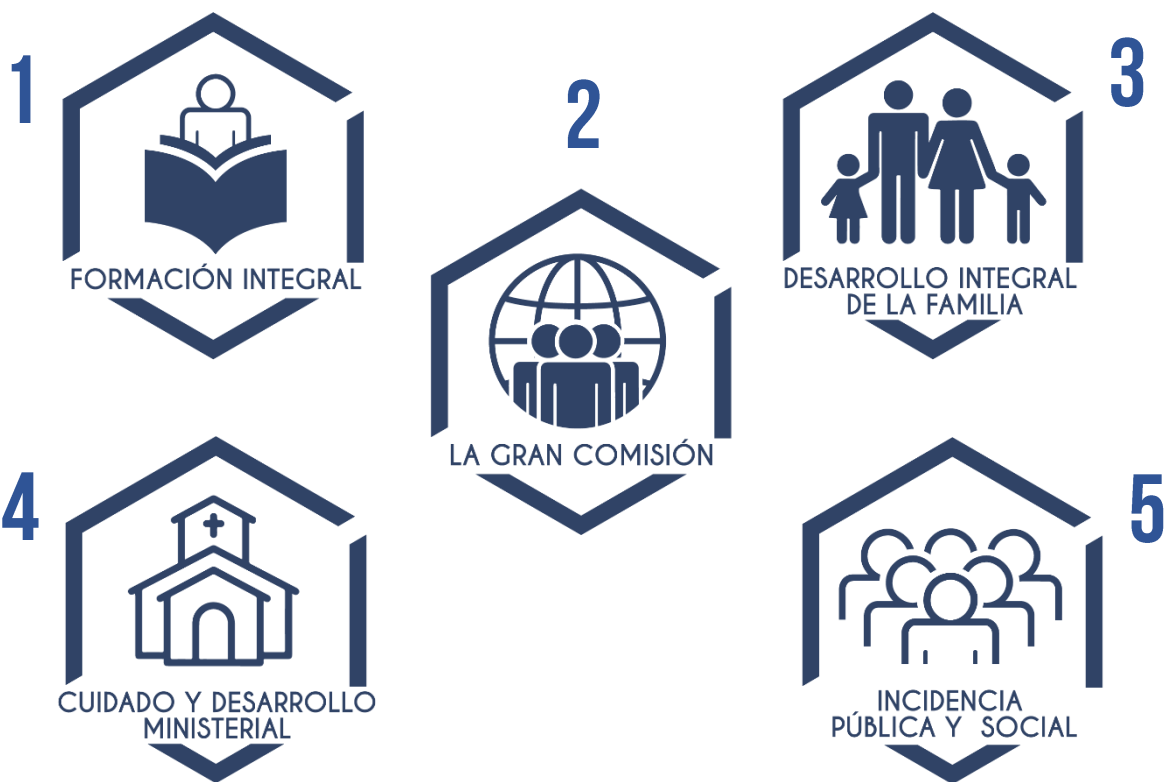 1
FORMACIÓN INTEGRAL
2
LA GRAN COMISIÓN
3
DESARROLLO INTEGRAL
DE LA FAMILIA
4
CUIDADO Y DESARROLLO
MINISTERIAL
5
INCIDENCIA
PÚBLICA Y SOCIAL